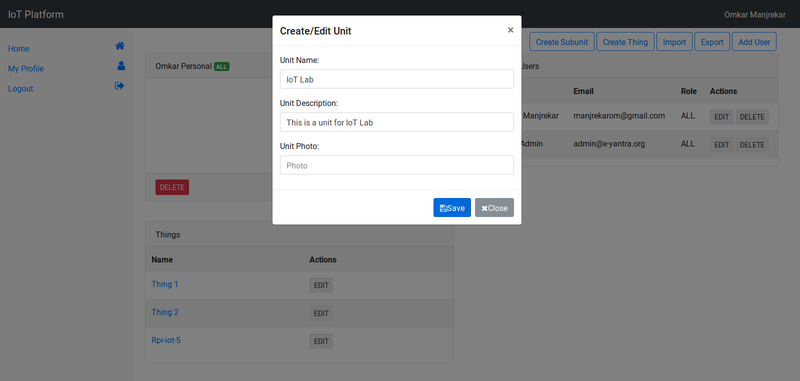 IoT Platform
Omkar Manjrekar
Home
My Profile
Logout
Create Subunit
Create Thing
Import
Export
Add User
Omkar Personal ALL
DELETE
Create/Edit Unit
×
Unit Name:
IoT Lab
Unit Description:
This is a unit for IoT Lab
Unit Photo:
Photo
Save
Close
Users
Email Role Actions
Manjrekar manjrekarom@gmail.com ALL EDIT DELETE
Admin admin@e-yantra.org ALL EDIT DELETE
Things
Name Actions
Thing 1 EDIT
Thing 2 EDIT
Rpi-iot-5 EDIT